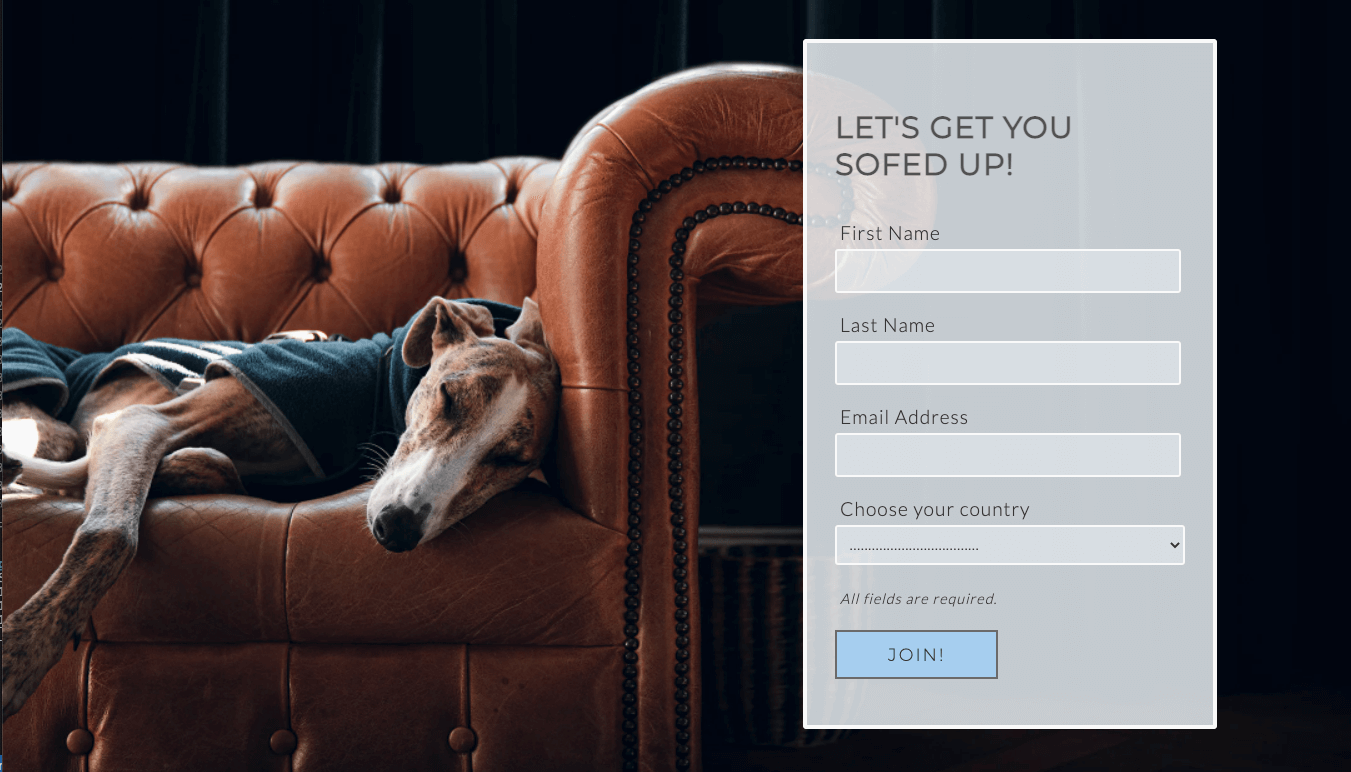 LET'S GET YOU
SOFED UP!
First Name
Last Name
Email Address
Choose your country
...................................
All fields are required.
JOIN!